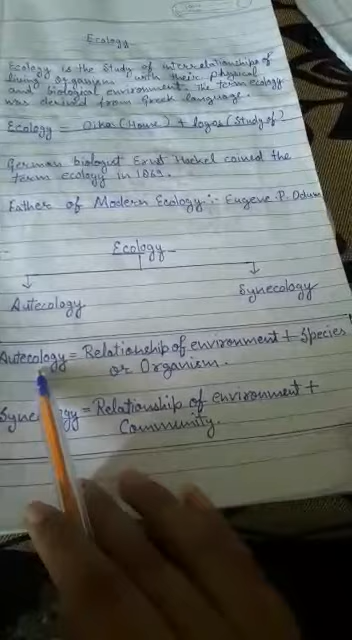 Ecology
Ecology is the study of interrelationships of
living organism with their physical
and biological environment. The term ecology
was derived from Greek language.
Ecology = Oikos (Home) + logos (Study of)
German biologist Ernst Hackel coined the
term ecology in 1869.
Father of Modern Ecology :- Eugene P. Odum
Ecology
Autecology
Synecology
Autecology = Relationship of environment + Species
or Organism.
= Relationship of environment +
Community.